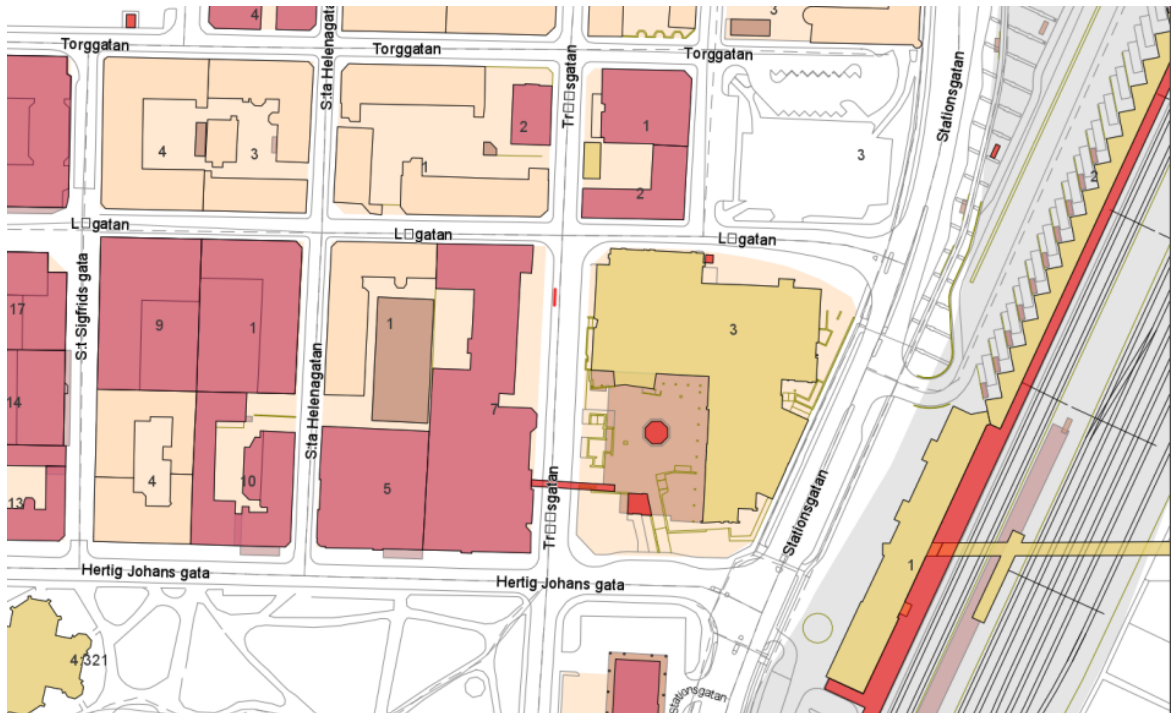 4
3
Torggatan
Torggatan
Torggatan
S:ta Helenagatan
Tr□□sgatan
Stationsgatan
4
3
1
2
1
2
3
2
L□gatan
L□gatan
L□gatan
S:t Sigfrids gata
17
9
1
1
3
14
7
S:ta Helenagatan
4
10
5
13
Tr□□sgatan
Stationsgatan
Hertig Johans gata
Hertig Johans gata
1
4:321
Stationsgatan